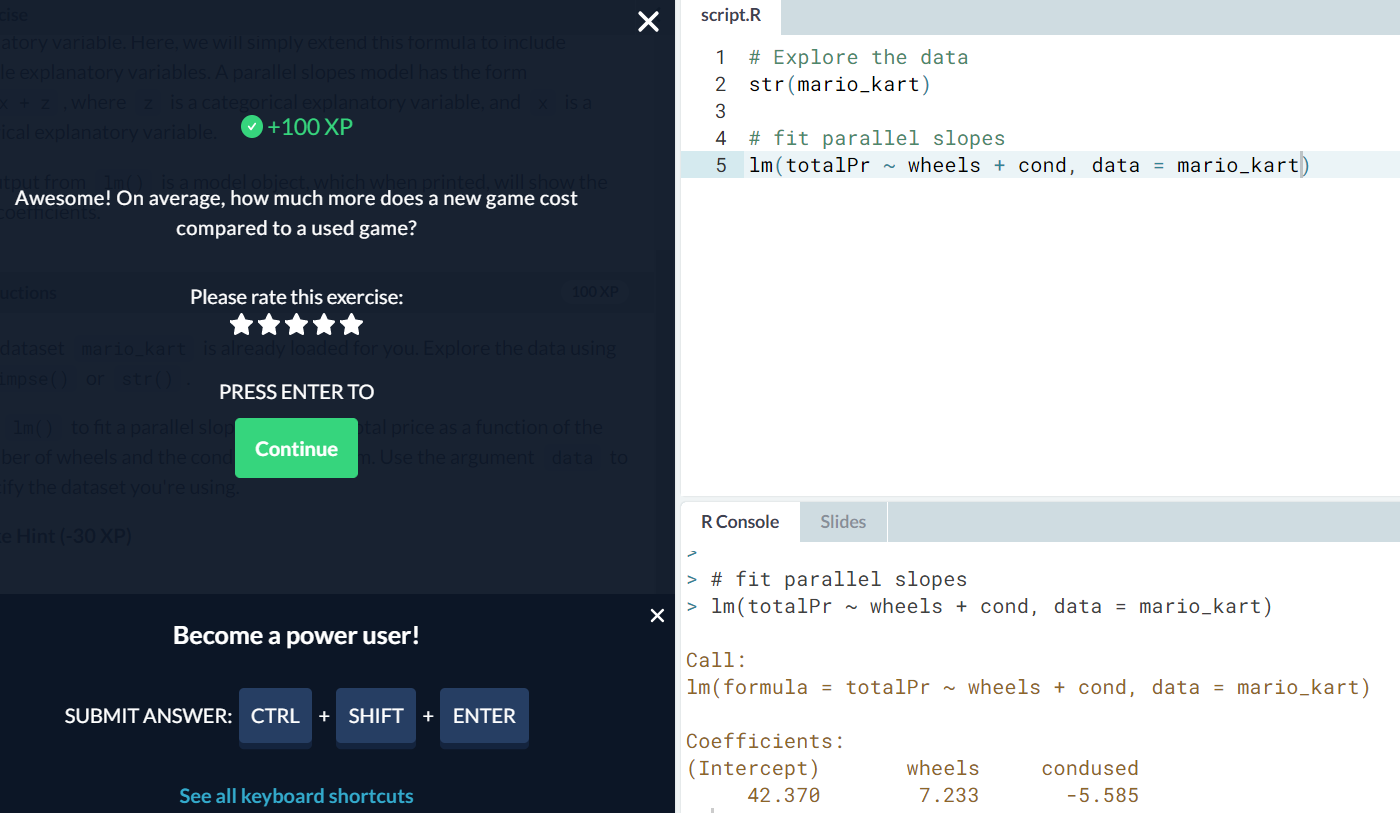 cise
atory variable. Here, we will simply extend this formula to include
le explanatory variables. A parallel slopes model has the form
x + z , where z is a categorical explanatory variable, and x is a
ical explanatory variable.
+100 XP
tput from lm() is a model object, which when printed, will show the
coefficients.
Awesome! On average, how much more does a new game cost
compared to a used game?
uctions
100 XP
Please rate this exercise:
dataset mario_kart is already loaded for you. Explore the data using
impse() or str() .
PRESS ENTER TO
lm() to fit a parallel slop tal price as a function of the
Continue
ber of wheels and the cond m. Use the argument data to
ify the dataset you're using.
e Hint (-30 XP)
Become a power user!
SUBMIT ANSWER: CTRL + SHIFT + ENTER
See all keyboard shortcuts
script.R
1 # Explore the data
2 str(mario_kart)
3
4 # fit parallel slopes
5 lm(totalPr ~ wheels + cond, data = mario_kart)
R Console Slides
>
> # fit parallel slopes
> lm(totalPr ~ wheels + cond, data = mario_kart)
Call:
lm(formula = totalPr ~ wheels + cond, data = mario_kart)
Coefficients:
(Intercept) wheels condused
42.370 7.233 -5.585